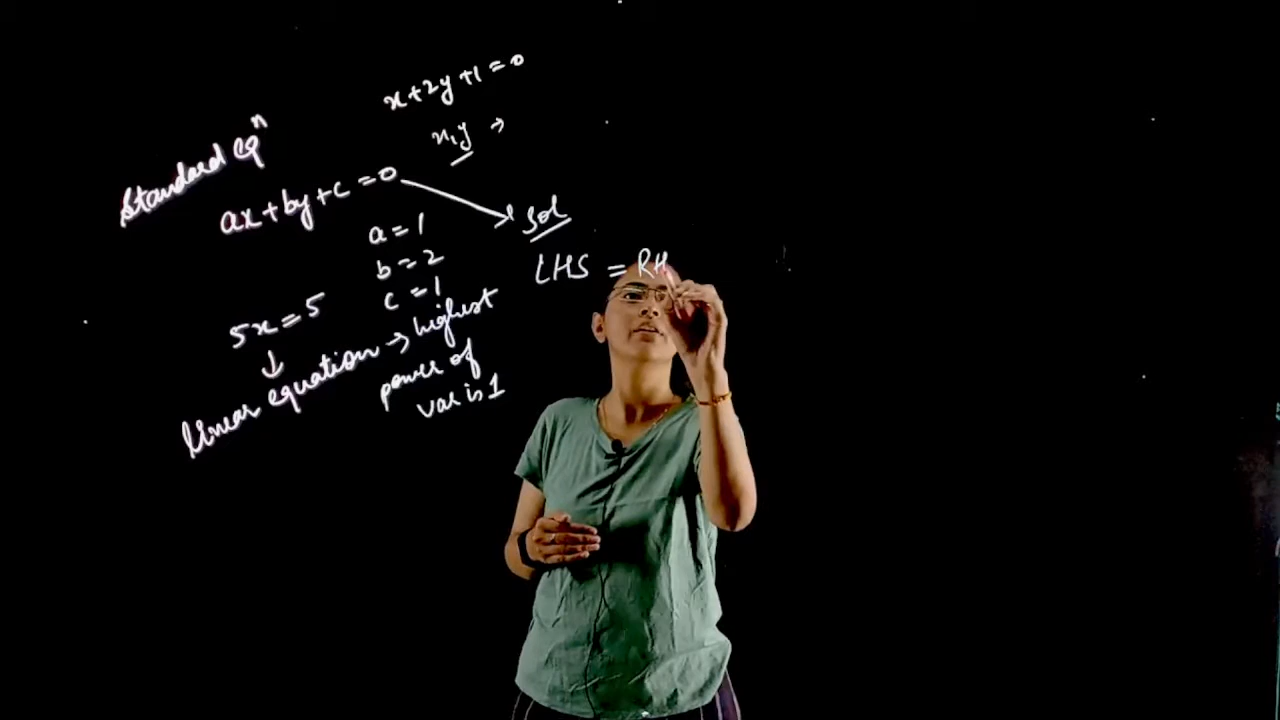 x+2y+1=0
x,y →
Standard eqⁿ
ax+by+c=0
Sol
a=1
b=2
c=1
LHS = RH
5x=5
↓
linear equation → highest
power of
var is 1